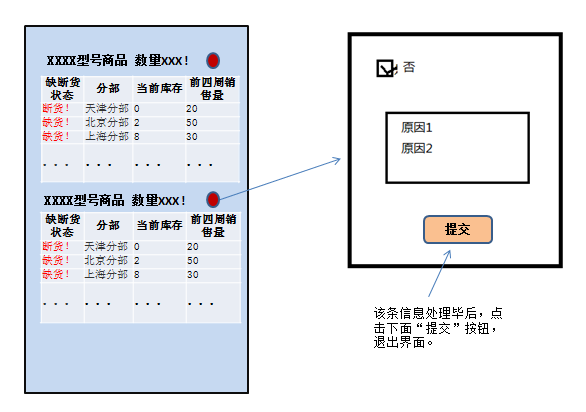 XXXX型号商品 数量XXX！
缺断货状态 分部 当前库存 前四周销售量
断货！ 天津分部 0 20
缺货！ 北京分部 2 50
缺货！ 上海分部 8 30
... ... ... ...
XXXX型号商品 数量XXX！
缺断货状态 分部 当前库存 前四周销售量
断货！ 天津分部 0 20
缺货！ 北京分部 2 50
缺货！ 上海分部 8 30
... ... ... ...
否
原因1
原因2
提交
该条信息处理毕后，点
击下面“提交”按钮，
退出界面。